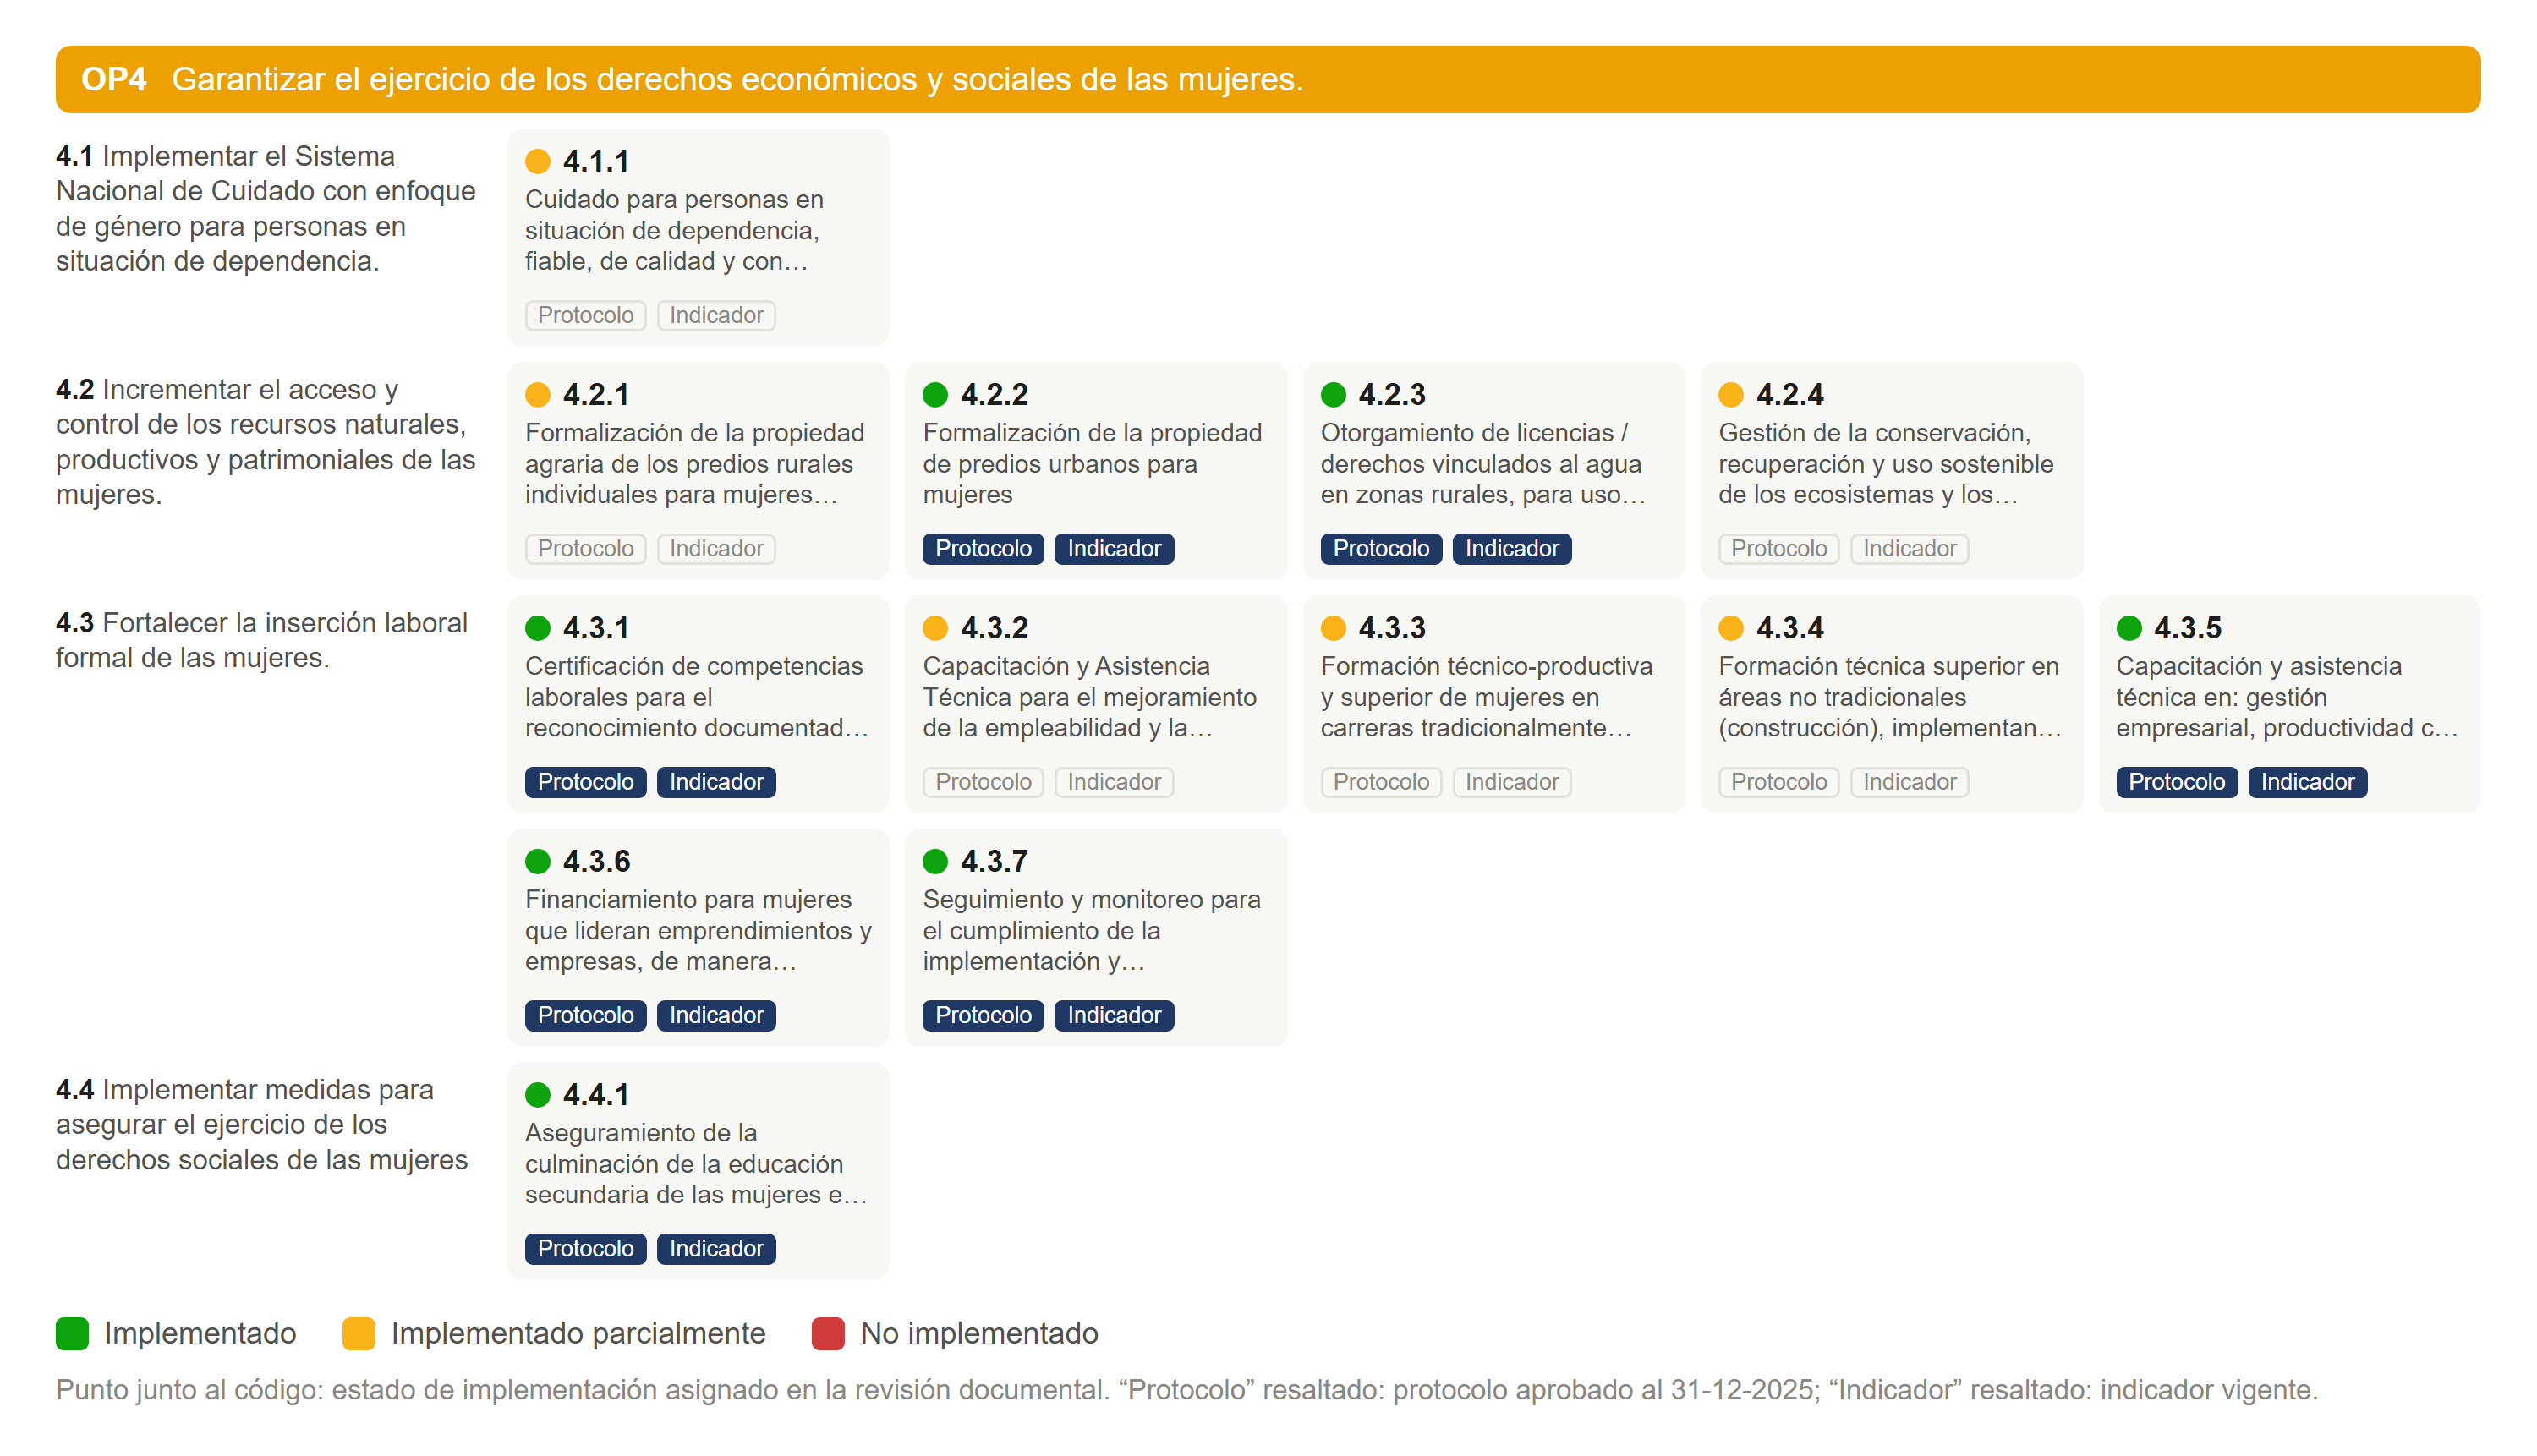 OP4 Garantizar el ejercicio de los derechos económicos y sociales de las mujeres.
4.1 Implementar el Sistema
Nacional de Cuidado con enfoque
de género para personas en
situación de dependencia.
4.1.1
Cuidado para personas en
situación de dependencia,
fiable, de calidad y con…
Protocolo Indicador
4.2 Incrementar el acceso y
control de los recursos naturales,
productivos y patrimoniales de las
mujeres.
4.2.1
Formalización de la propiedad
agraria de los predios rurales
individuales para mujeres…
Protocolo Indicador
4.2.2
Formalización de la propiedad
de predios urbanos para
mujeres
Protocolo Indicador
4.2.3
Otorgamiento de licencias /
derechos vinculados al agua
en zonas rurales, para uso…
Protocolo Indicador
4.2.4
Gestión de la conservación,
recuperación y uso sostenible
de los ecosistemas y los…
Protocolo Indicador
4.3 Fortalecer la inserción laboral
formal de las mujeres.
4.3.1
Certificación de competencias
laborales para el
reconocimiento documentad…
Protocolo Indicador
4.3.2
Capacitación y Asistencia
Técnica para el mejoramiento
de la empleabilidad y la…
Protocolo Indicador
4.3.3
Formación técnico-productiva
y superior de mujeres en
carreras tradicionalmente…
Protocolo Indicador
4.3.4
Formación técnica superior en
áreas no tradicionales
(construcción), implementan…
Protocolo Indicador
4.3.5
Capacitación y asistencia
técnica en: gestión
empresarial, productividad c…
Protocolo Indicador
4.3.6
Financiamiento para mujeres
que lideran emprendimientos y
empresas, de manera…
Protocolo Indicador
4.3.7
Seguimiento y monitoreo para
el cumplimiento de la
implementación y…
Protocolo Indicador
4.4 Implementar medidas para
asegurar el ejercicio de los
derechos sociales de las mujeres
4.4.1
Aseguramiento de la
culminación de la educación
secundaria de las mujeres e…
Protocolo Indicador
Implementado Implementado parcialmente No implementado
Punto junto al código: estado de implementación asignado en la revisión documental. “Protocolo” resaltado: protocolo aprobado al 31-12-2025; “Indicador” resaltado: indicador vigente.